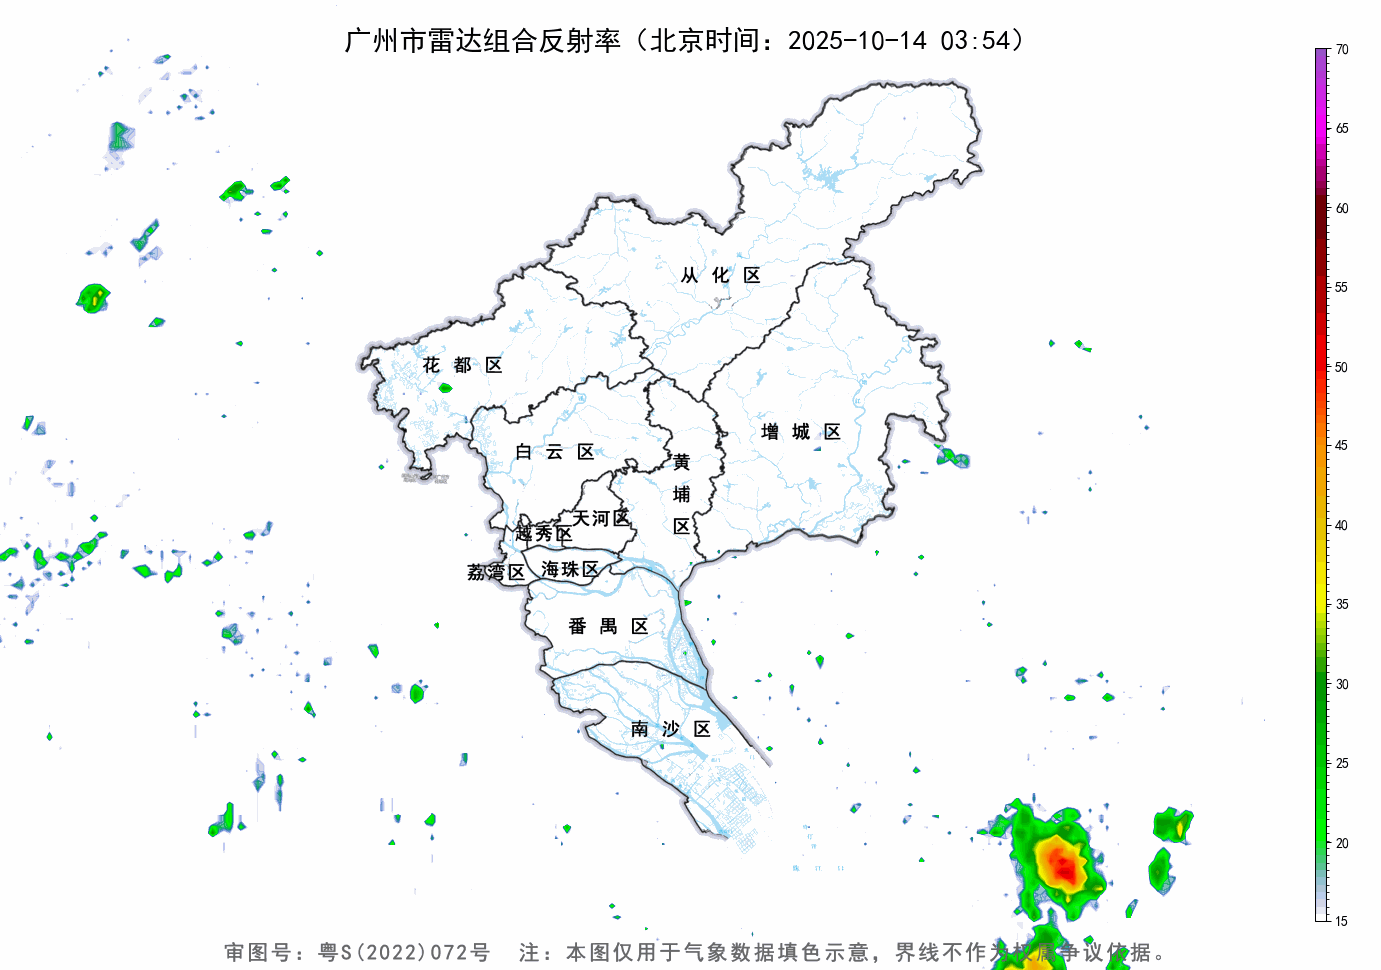 广州市雷达组合反射率（北京时间：2025-10-14 03:54）
70
65
60
55
50
45
40
35
30
25
20
15
从化区
花都区
增城区
白云区
黄埔区
天河区
越秀区
荔湾区
海珠区
番禺区
南沙区
审图号：粤S(2022)072号 注：本图仅用于气象数据填色示意，界线不作为权属争议依据。